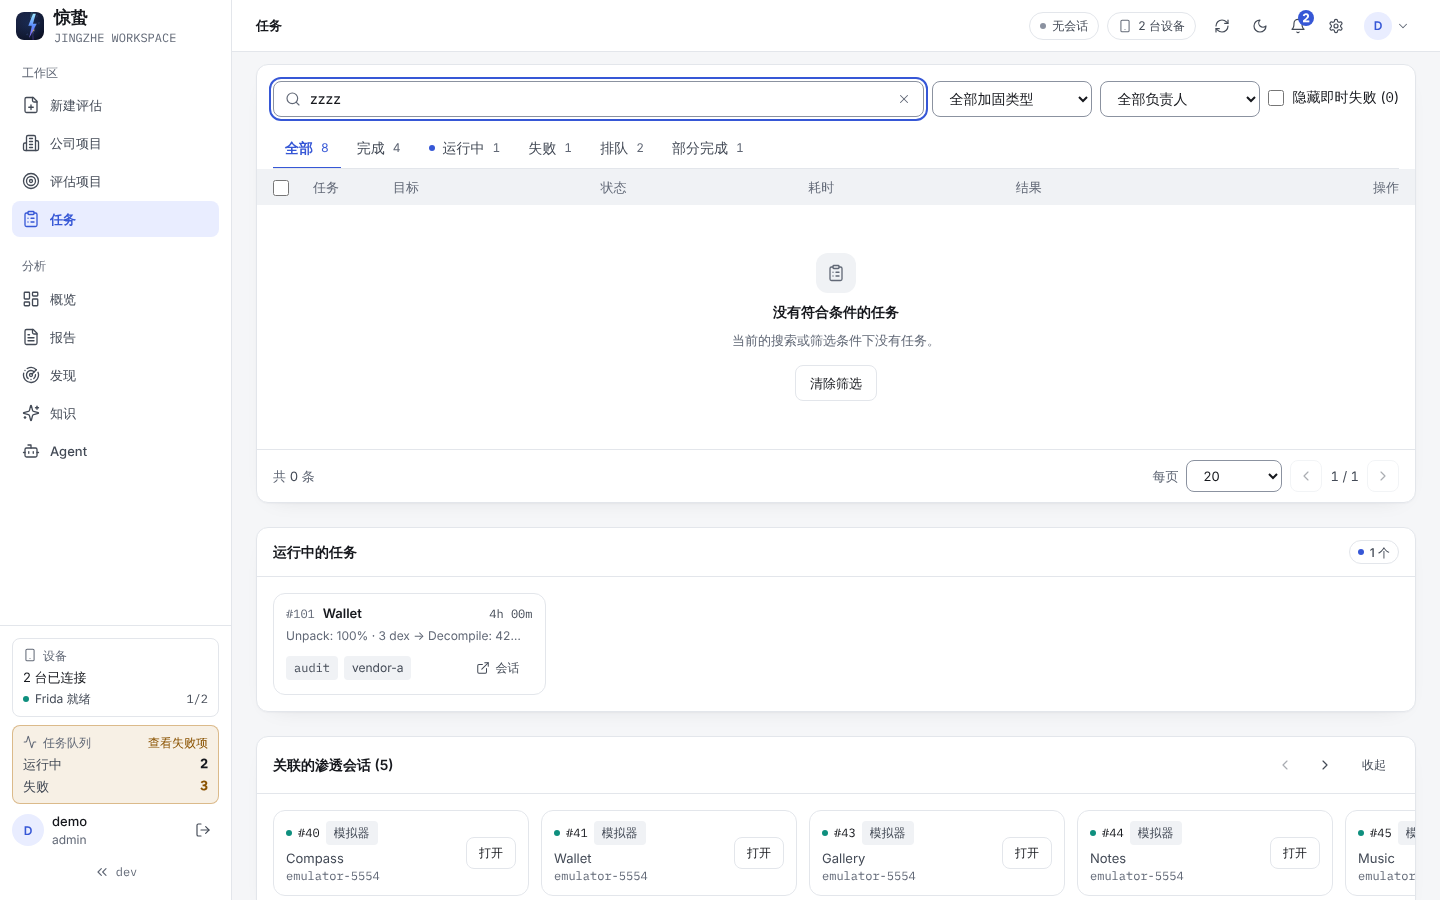 惊蛰
JINGZHE WORKSPACE
工作区
新建评估
公司项目
评估项目
任务
分析
概览
报告
发现
知识
Agent
设备
2 台已连接
Frida 就绪 1/2
任务队列 查看失败项
运行中 2
失败 3
D demo
admin
dev
任务
无会话
2 台设备
2
D
zzzz
全部加固类型
全部负责人
隐藏即时失败 (0)
全部 8 完成 4 运行中 1 失败 1 排队 2 部分完成 1
任务 目标 状态 耗时 结果 操作
没有符合条件的任务
当前的搜索或筛选条件下没有任务。
清除筛选
共 0 条 每页 20 1 / 1
运行中的任务 1 个
#101 Wallet 4h 00m
Unpack: 100% · 3 dex → Decompile: 42…
audit vendor-a 会话
关联的渗透会话 (5) 收起
#40 模拟器
Compass
emulator-5554
打开
#41 模拟器
Wallet
emulator-5554
打开
#43 模拟器
Gallery
emulator-5554
打开
#44 模拟器
Notes
emulator-5554
打开
#45
Music
emulator